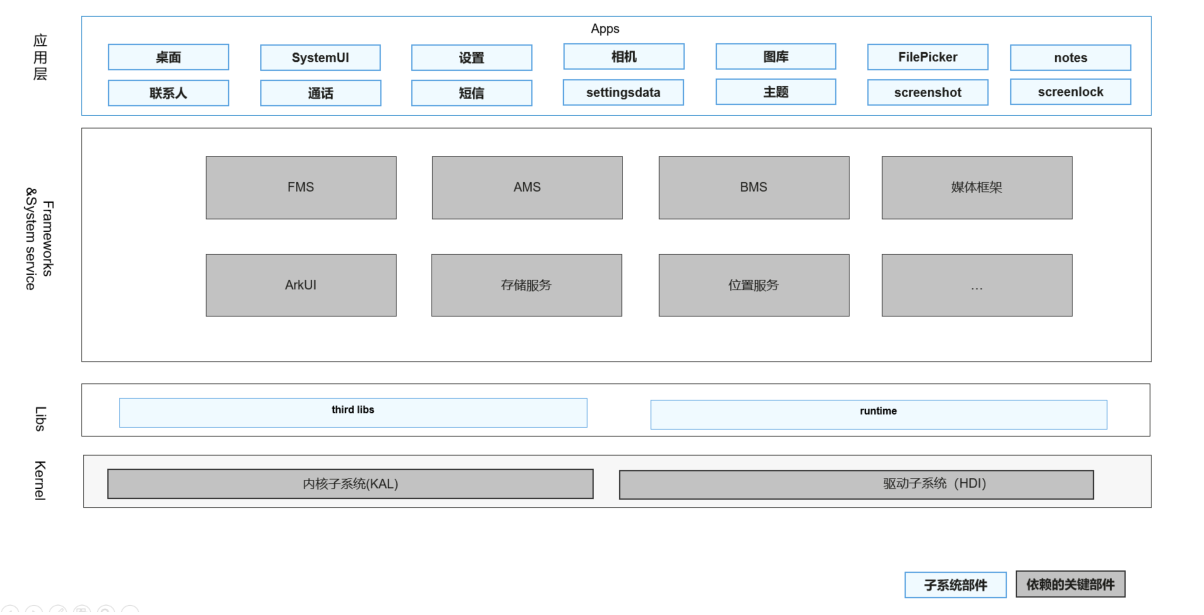 应用层
Apps
桌面
SystemUI
设置
相机
图库
FilePicker
notes
联系人
通话
短信
settingsdata
主题
screenshot
screenlock
Frameworks
&System service
FMS
AMS
BMS
媒体框架
ArkUI
存储服务
位置服务
...
Libs
third libs
runtime
Kernel
内核子系统(KAL)
驱动子系统（HDI）
子系统部件
依赖的关键部件